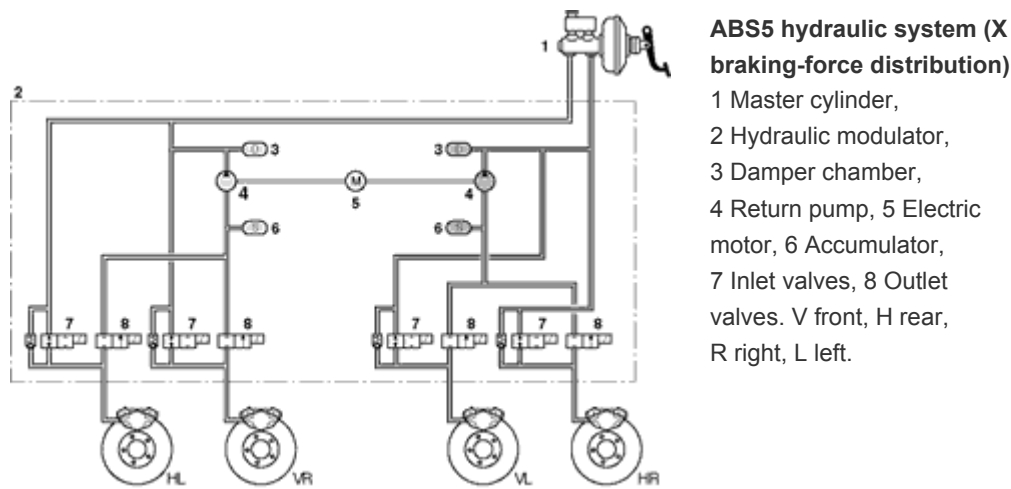 ABS5 hydraulic system (X
braking-force distribution)
1 Master cylinder,
2 Hydraulic modulator,
3 Damper chamber,
4 Return pump, 5 Electric
motor, 6 Accumulator,
7 Inlet valves, 8 Outlet
valves. V front, H rear,
R right, L left.
1
2
3
3
4
M
4
5
6
6
7
8
7
8
7
8
7
8
HL
VR
VL
HR